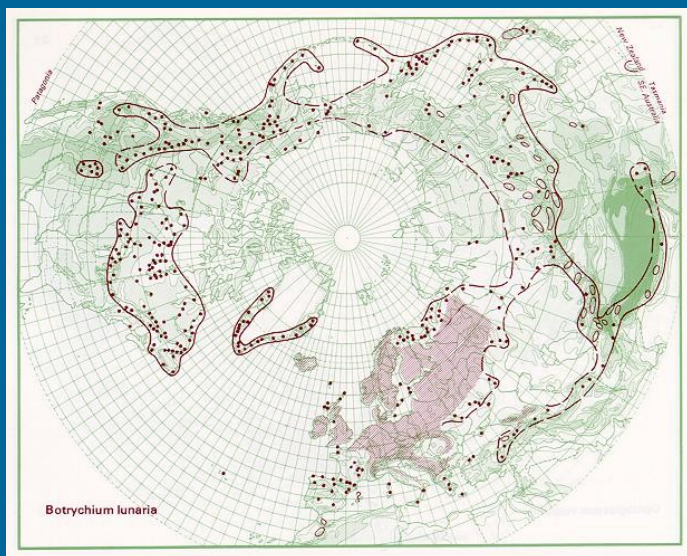 Patagonia
New Zealand
Tasmania
SE. Australia
?
Botrychium lunaria